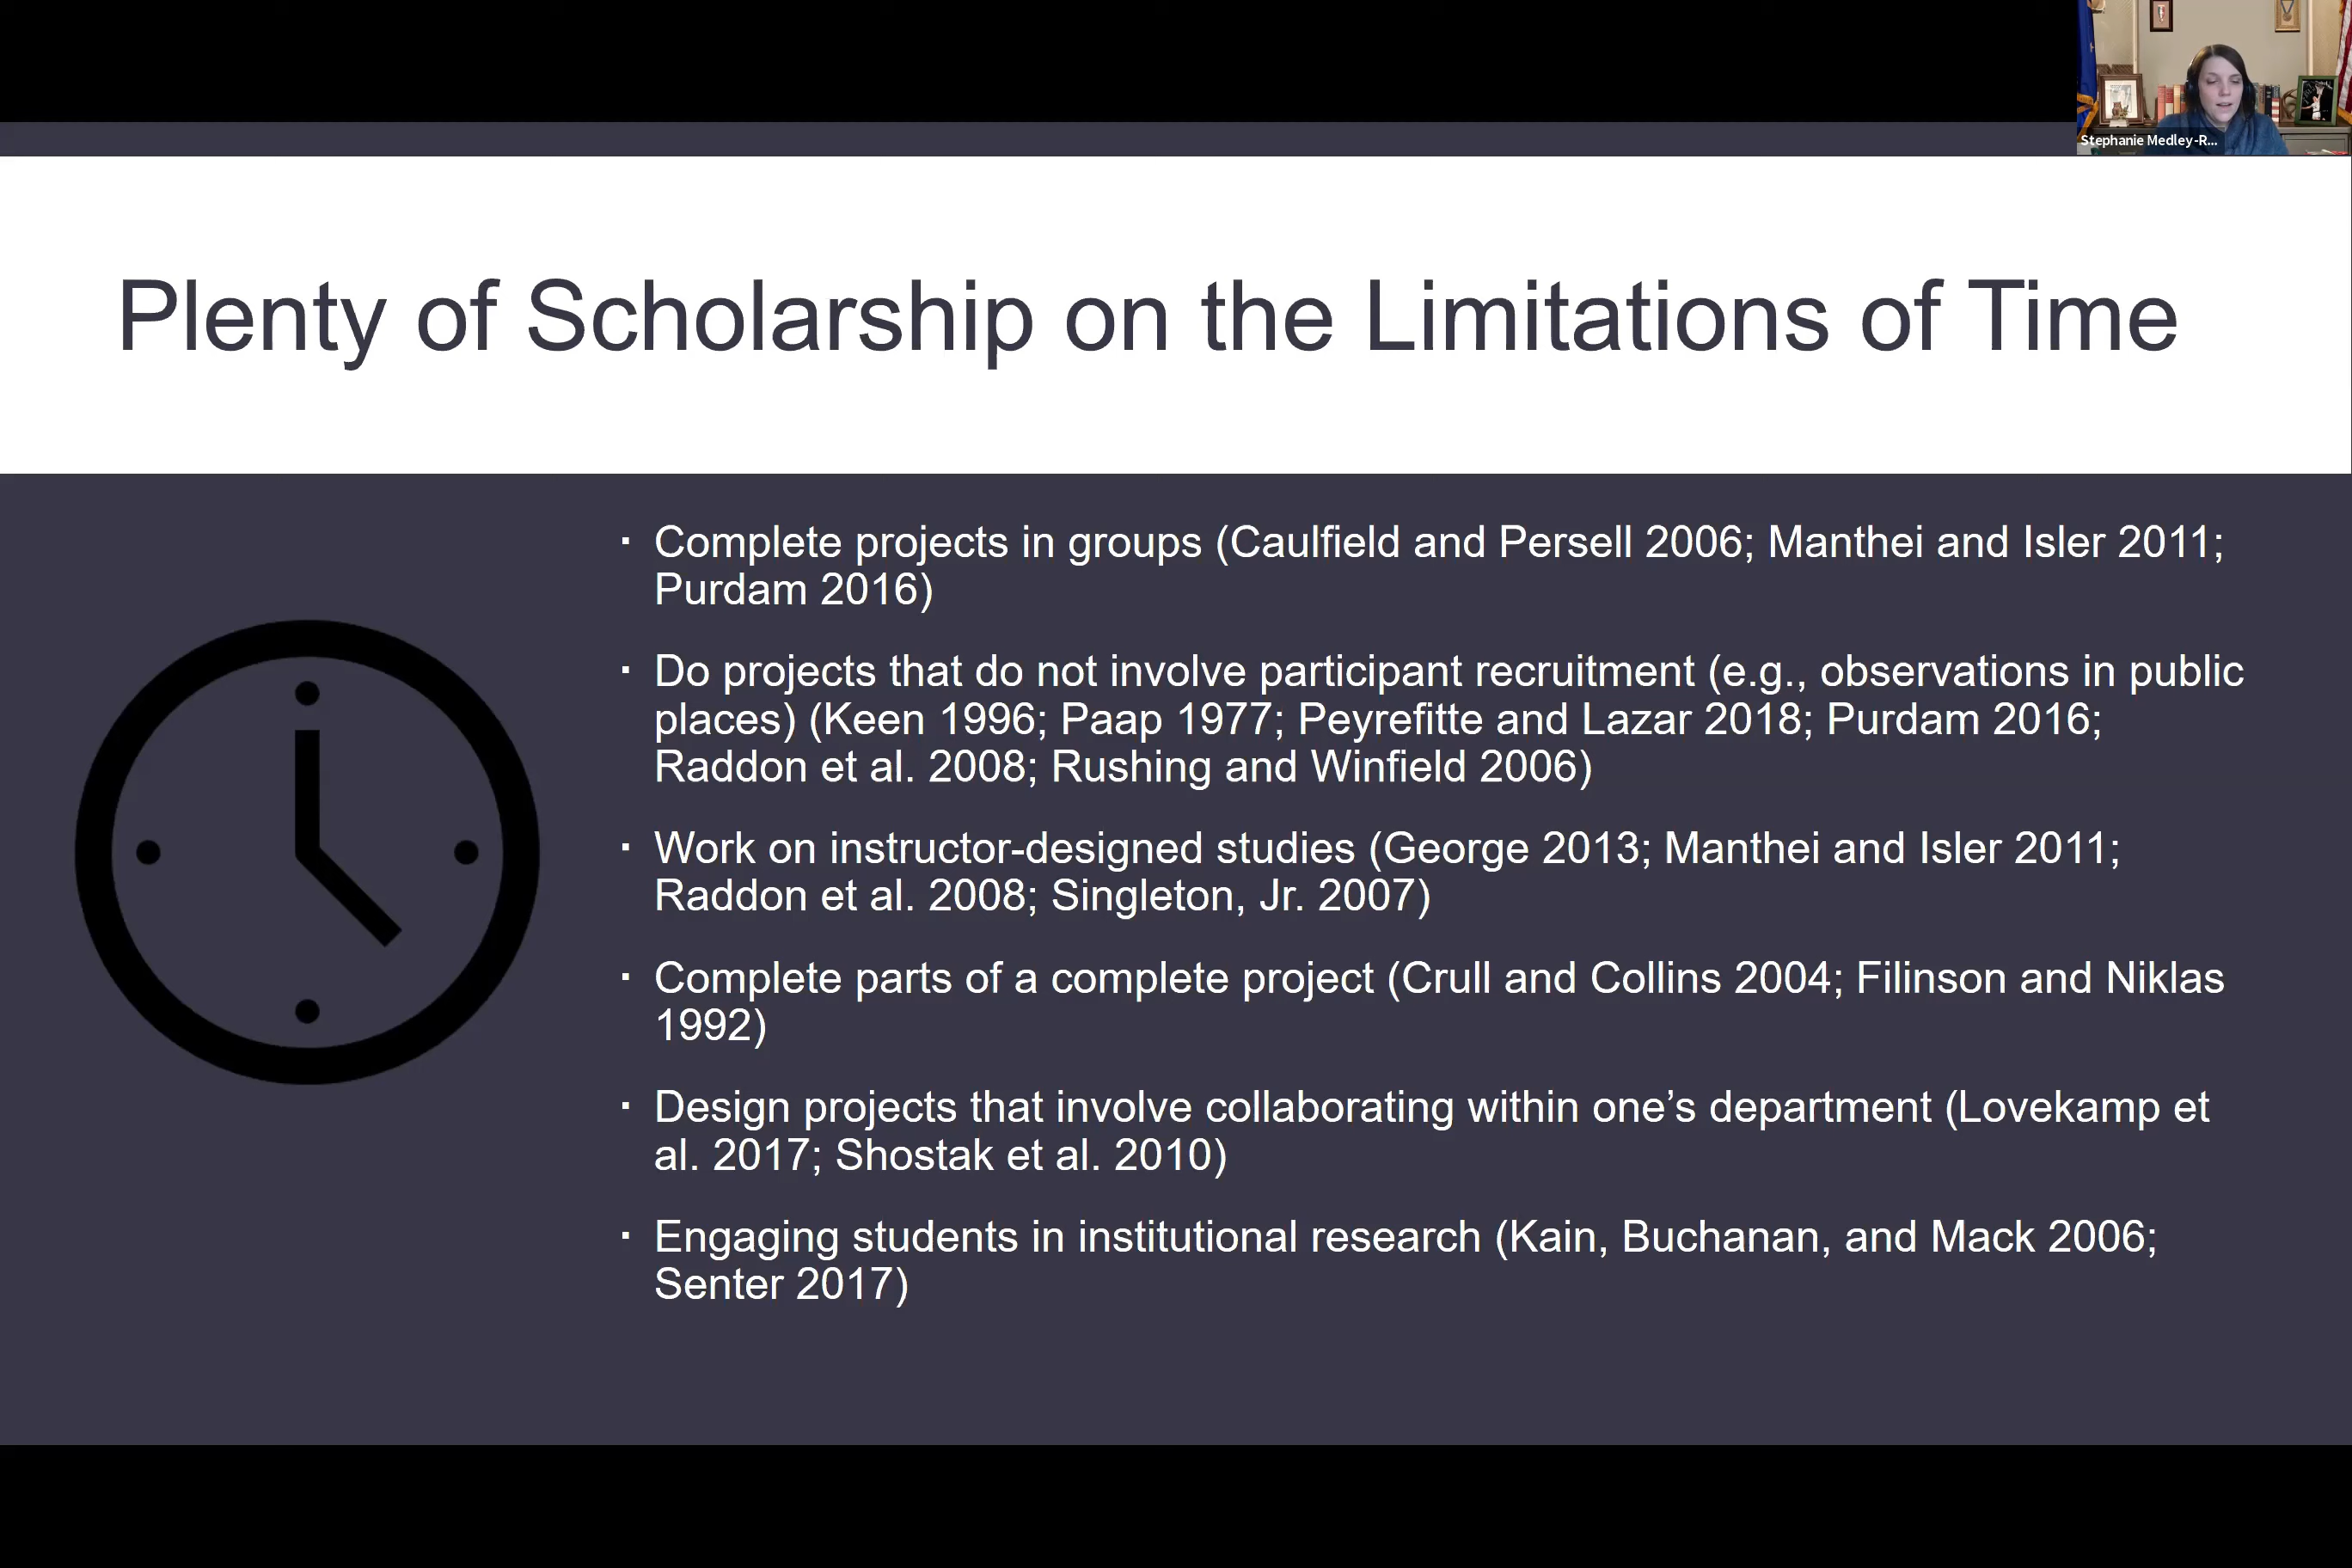 Stephanie Medley-R...
Plenty of Scholarship on the Limitations of Time
▪ Complete projects in groups (Caulfield and Persell 2006; Manthei and Isler 2011;
Purdam 2016)
▪ Do projects that do not involve participant recruitment (e.g., observations in public
places) (Keen 1996; Paap 1977; Peyrefitte and Lazar 2018; Purdam 2016;
Raddon et al. 2008; Rushing and Winfield 2006)
▪ Work on instructor-designed studies (George 2013; Manthei and Isler 2011;
Raddon et al. 2008; Singleton, Jr. 2007)
▪ Complete parts of a complete project (Crull and Collins 2004; Filinson and Niklas
1992)
▪ Design projects that involve collaborating within one’s department (Lovekamp et
al. 2017; Shostak et al. 2010)
▪ Engaging students in institutional research (Kain, Buchanan, and Mack 2006;
Senter 2017)